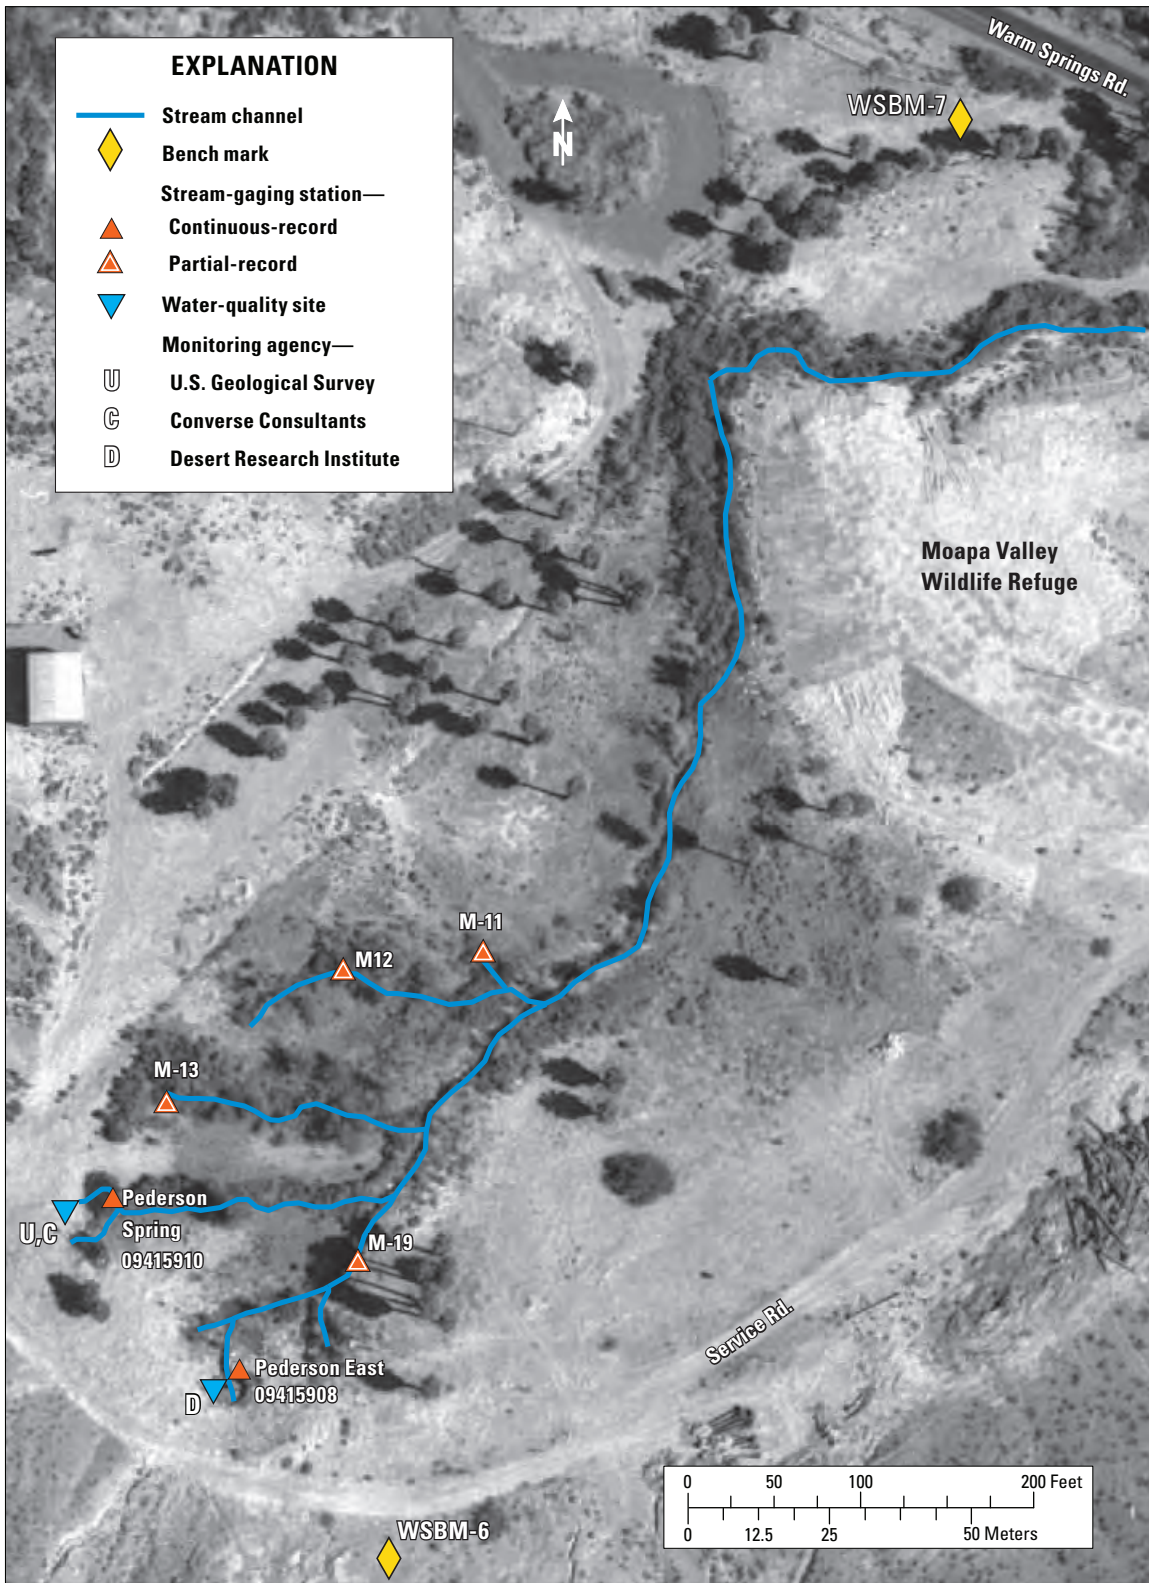 EXPLANATION
Stream channel
Bench mark
Stream-gaging station—
Continuous-record
Partial-record
Water-quality site
Monitoring agency—
U U.S. Geological Survey
C Converse Consultants
D Desert Research Institute
N
Warm Springs Rd.
WSBM-7
Moapa Valley
Wildlife Refuge
M-11
M12
M-13
Pederson
Spring
09415910
U,C
M-19
Pederson East
09415908
D
Service Rd.
WSBM-6
0 50 100 200 Feet
0 12.5 25 50 Meters